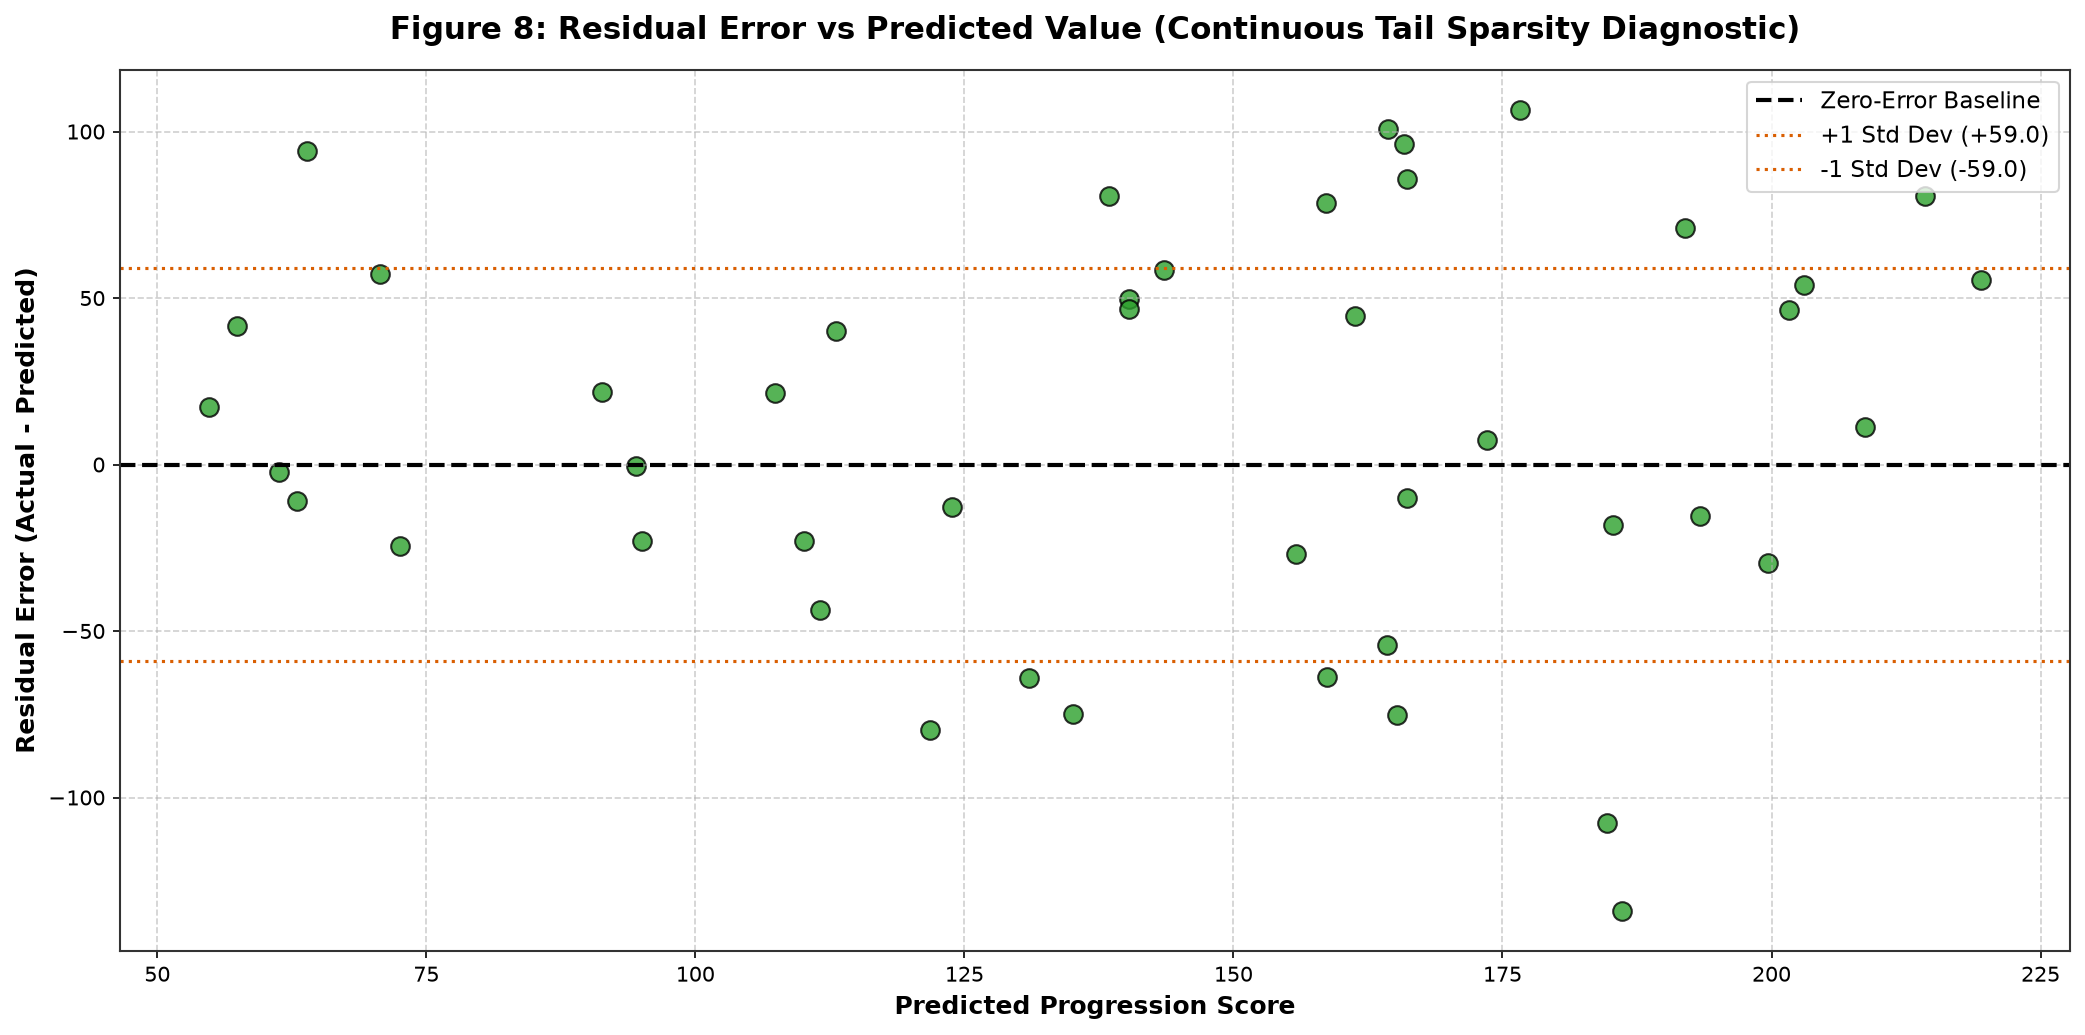 Figure 8: Residual Error vs Predicted Value (Continuous Tail Sparsity Diagnostic)
Zero-Error Baseline
+1 Std Dev (+59.0)
-1 Std Dev (-59.0)
Residual Error (Actual - Predicted)
100
50
0
−50
−100
50 75 100 125 150 175 200 225
Predicted Progression Score